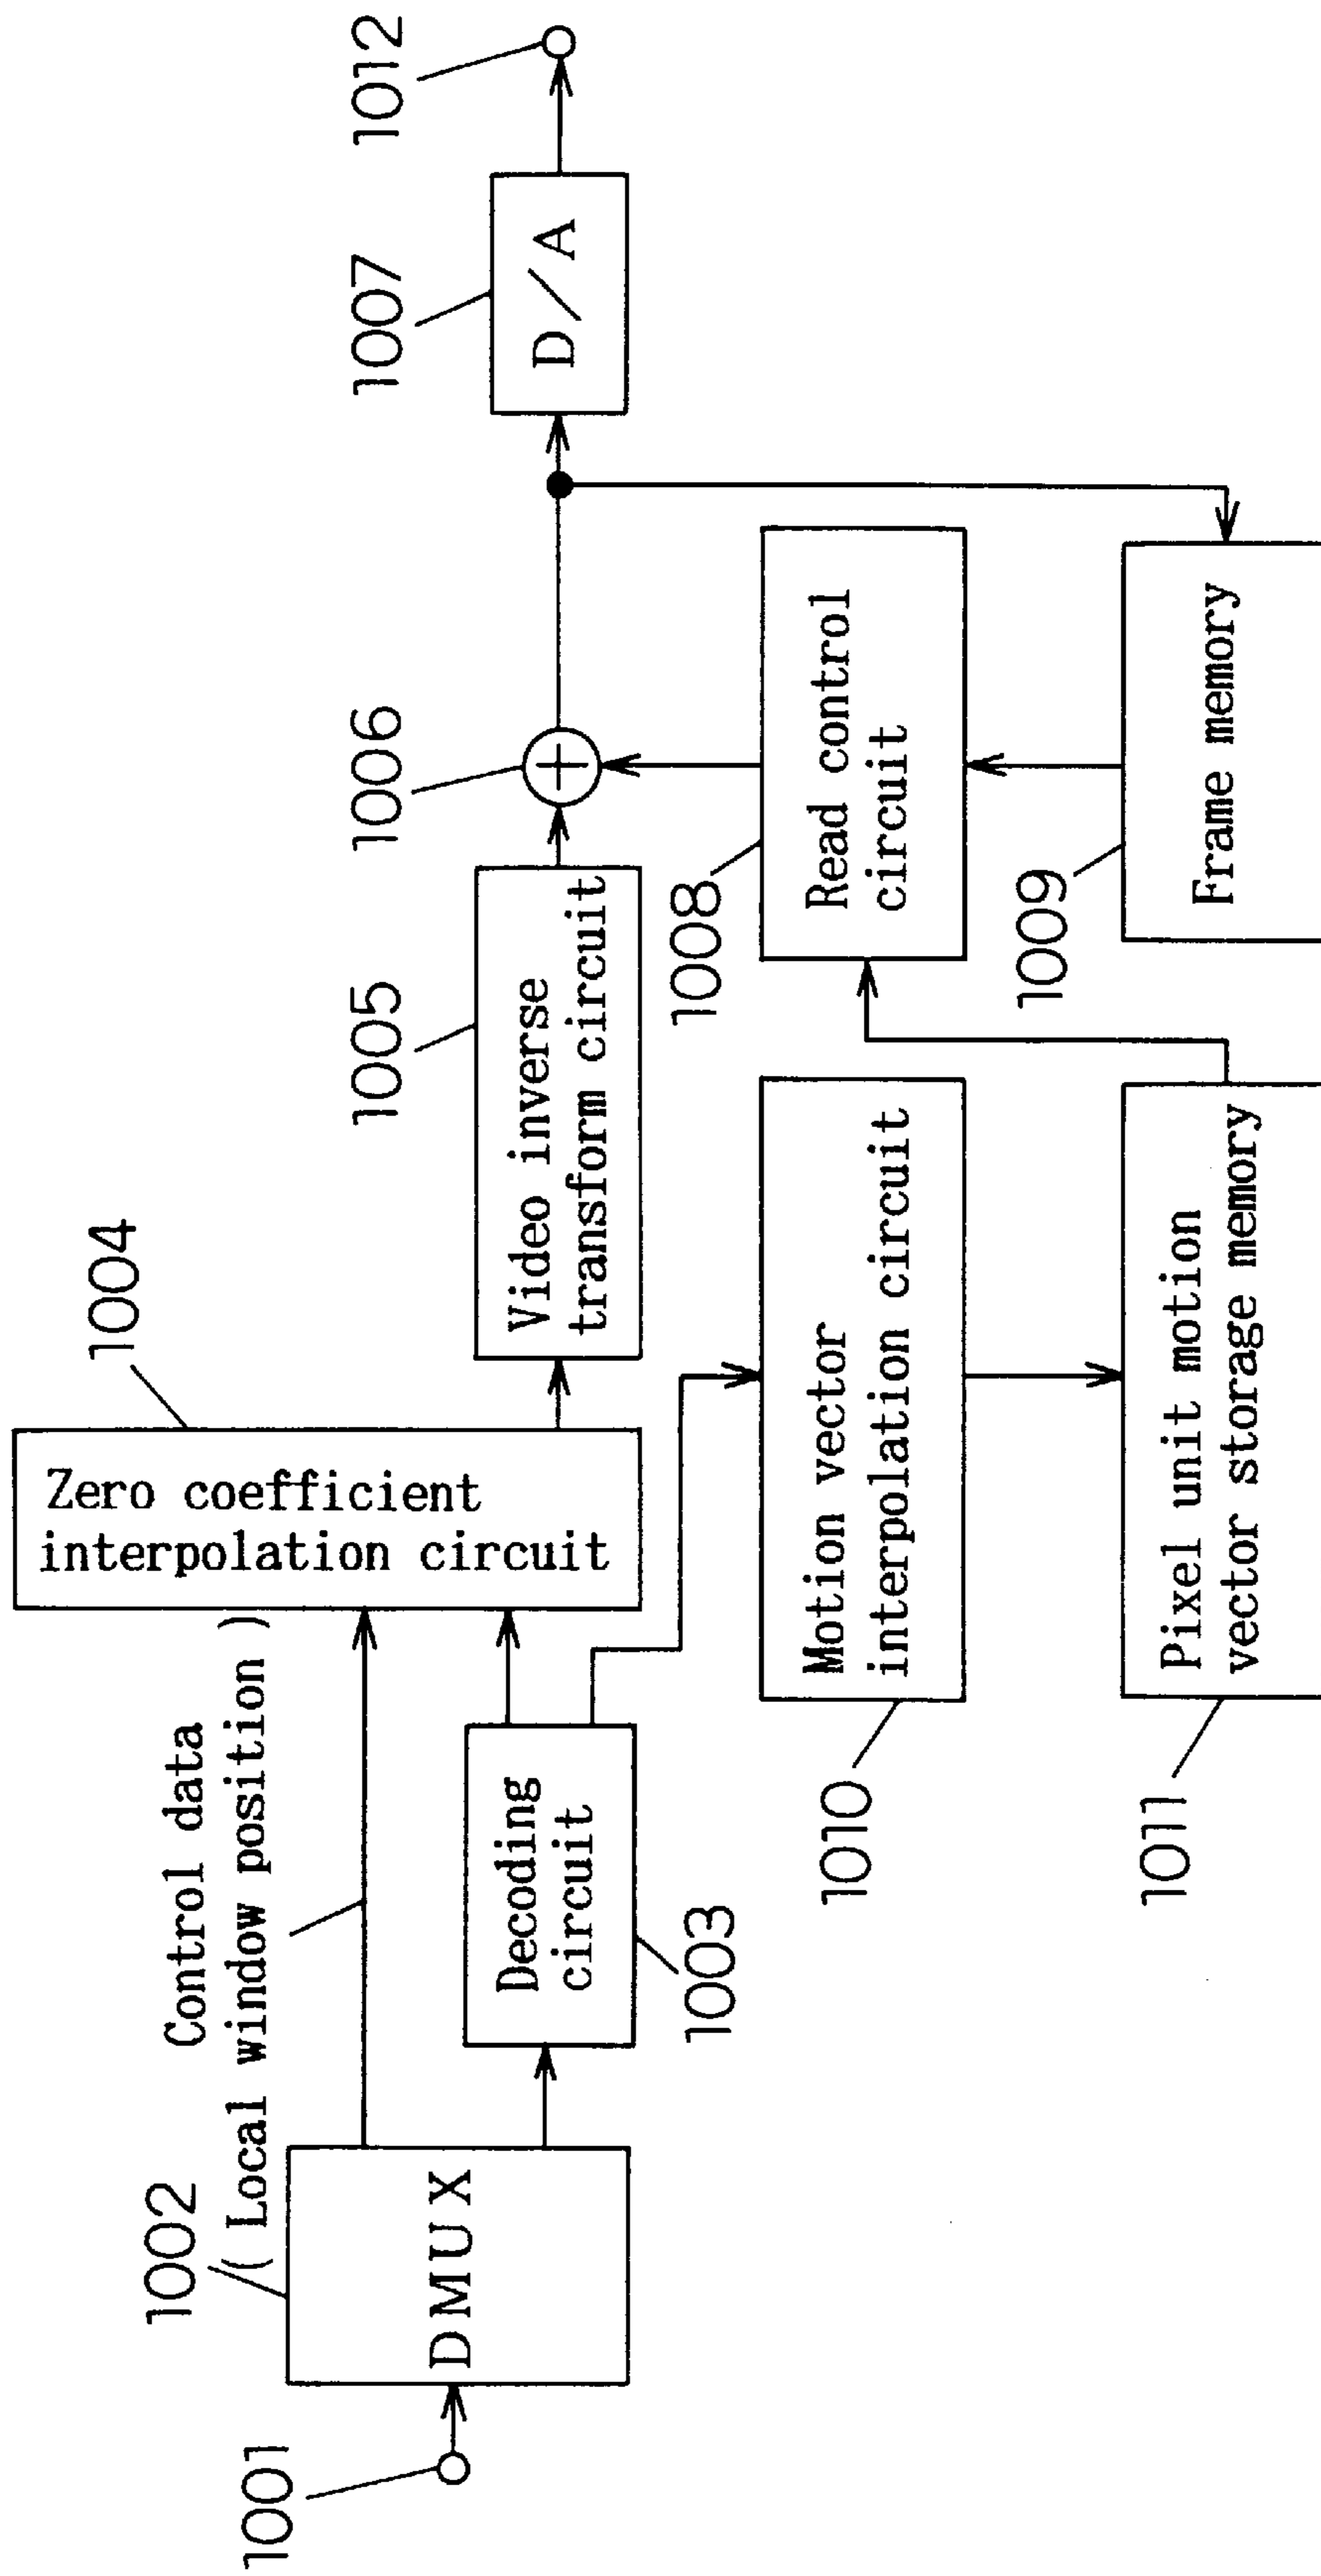 1001
1002
DMUX
Control data
( Local window position )
1003
Decoding
circuit
1004
Zero coefficient
interpolation circuit
1005
Video inverse
transform circuit
1006
+
1007
D/A
1012
1008
Read control
circuit
1009
Frame memory
1010
Motion vector
interpolation circuit
1011
Pixel unit motion
vector storage memory